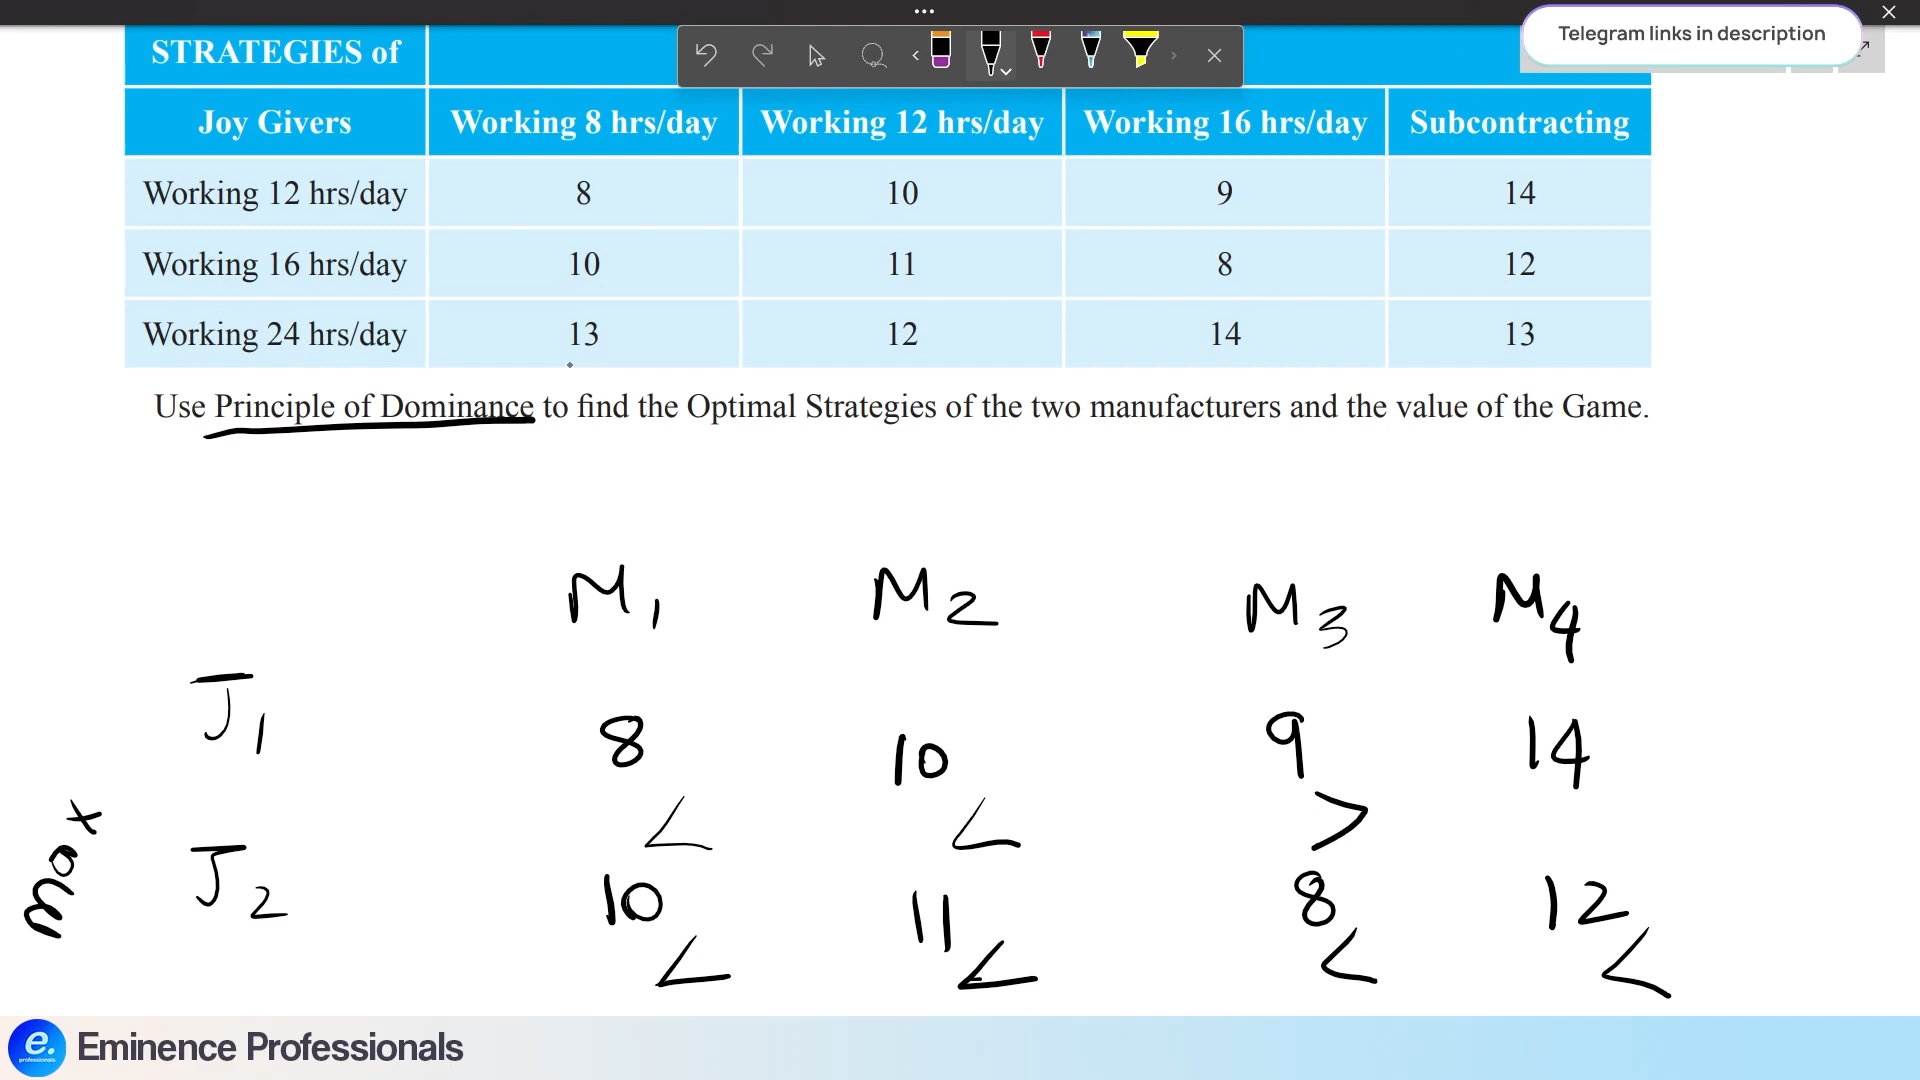 Telegram links in description
STRATEGIES of
Joy Givers Working 8 hrs/day Working 12 hrs/day Working 16 hrs/day Subcontracting
Working 12 hrs/day 8 10 9 14
Working 16 hrs/day 10 11 8 12
Working 24 hrs/day 13 12 14 13
Use Principle of Dominance to find the Optimal Strategies of the two manufacturers and the value of the Game.
M1 M2 M3 M4
J1 8 10 9 14
< < >
max J2 10 11 8 12
< < < <
e. professionals Eminence Professionals